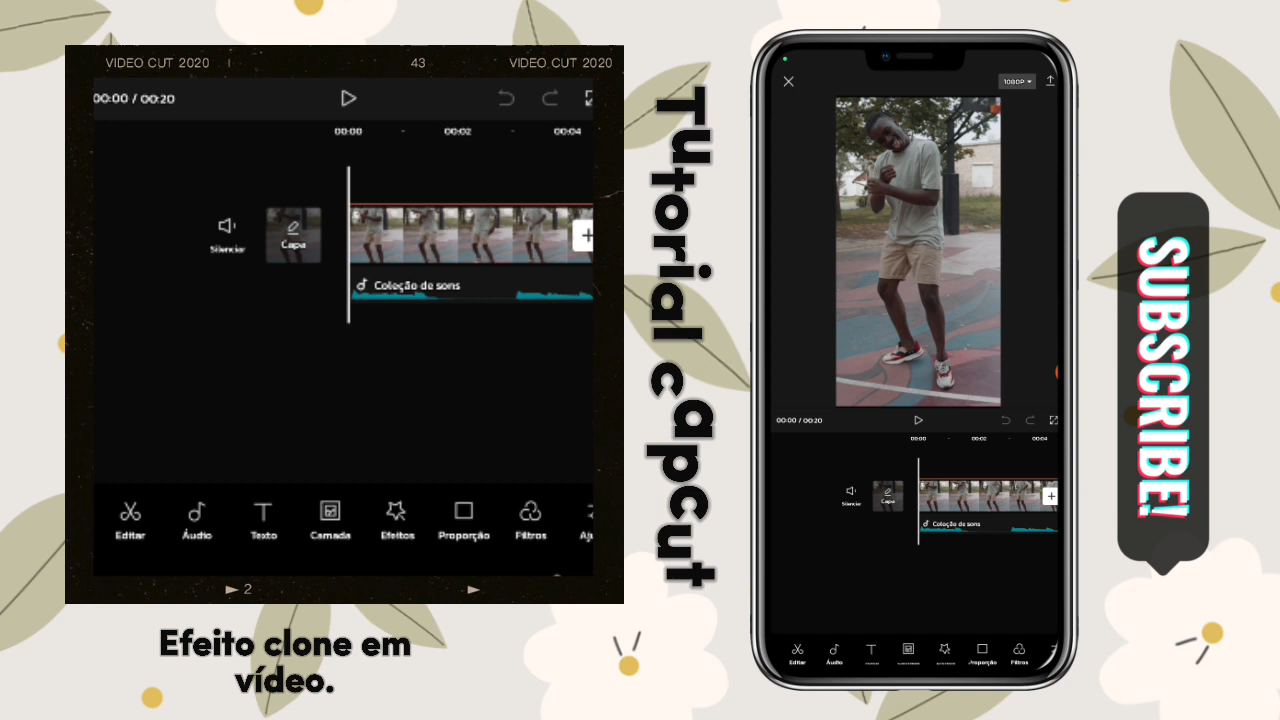 VIDEO CUT 2020
43
VIDEO CUT 2020
00:00 / 00:20
00:00
00:02
00:04
Silenciar
Capa
Coleção de sons
Editar
Áudio
Texto
Camada
Efeitos
Proporção
Filtros
Aju
2
Efeito clone em
vídeo.
Tutorial capcut
1080P
00:00 / 00:20
00:00
00:02
00:04
Silenciar
Capa
Coleção de sons
Editar
Áudio
Proporção
Filtros
SUBSCRIBE!